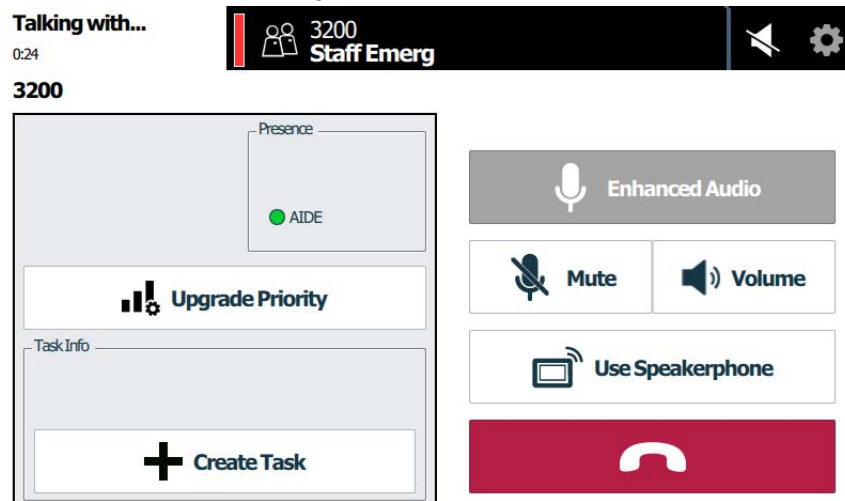 Talking with...
0:24
3200
Staff Emerg
3200
Presence
AIDE
Upgrade Priority
Task Info
Create Task
Enhanced Audio
Mute
Volume
Use Speakerphone